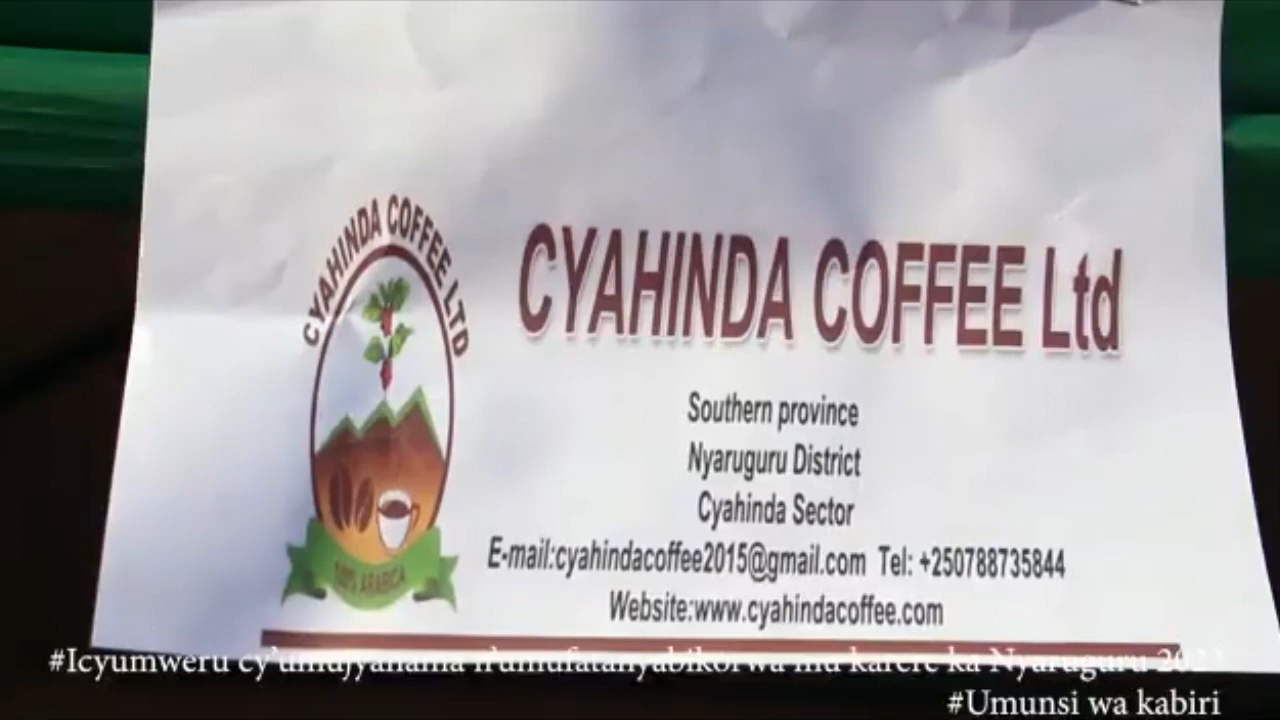 CYAHINDA COFFEE LTD
CYAHINDA COFFEE Ltd
Southern province
Nyaruguru District
Cyahinda Sector
E-mail:cyahindacoffee2015@gmail.com Tel: +250788735844
Website:www.cyahindacoffee.com
100% ARABICA
#Icyumweru cy'umujyanama n'umufatanyabikorwa mu karere ka Nyaruguru
#Umunsi wa kabiri